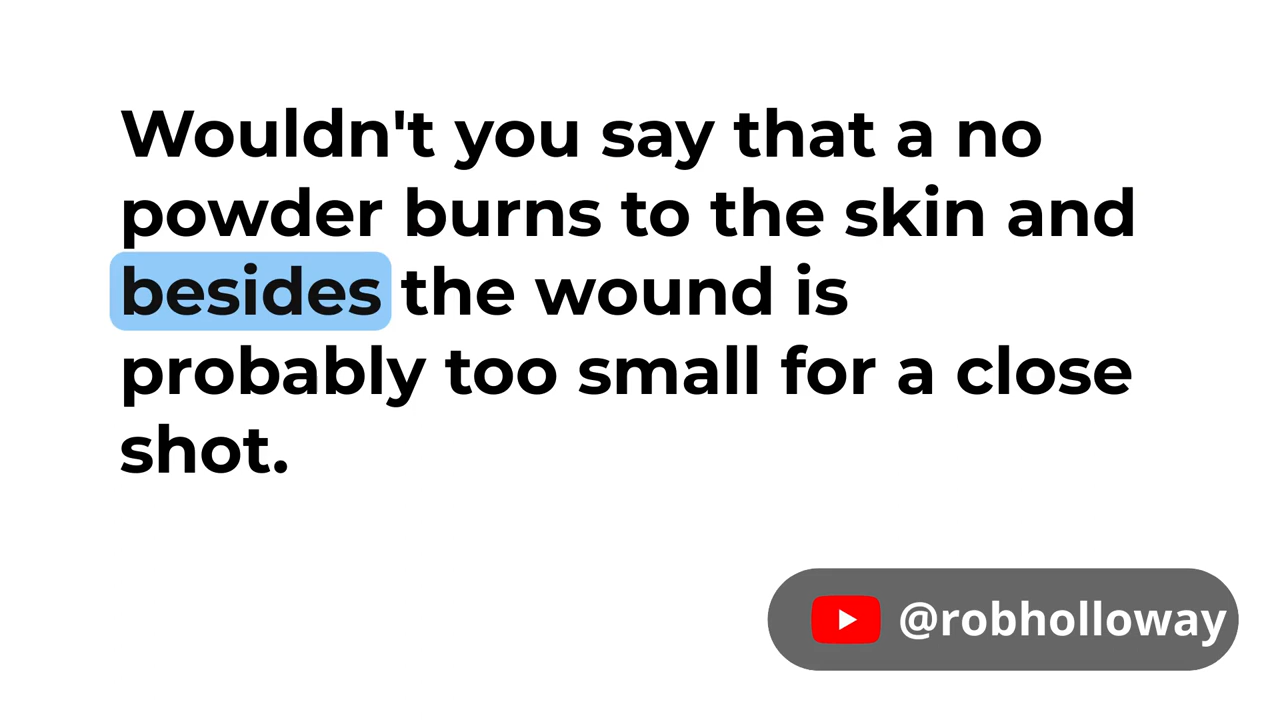 Wouldn't you say that a no
powder burns to the skin and
besides the wound is
probably too small for a close
shot.
@robholloway